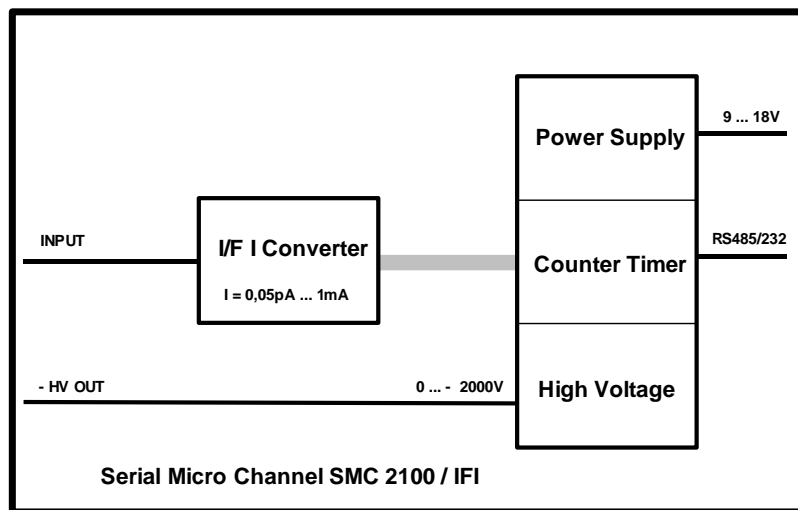 9 ... 18V
Power Supply
INPUT
I/F I Converter
I = 0,05pA ... 1mA
RS485/232
Counter Timer
- HV OUT
0 ... - 2000V
High Voltage
Serial Micro Channel SMC 2100 / IFI